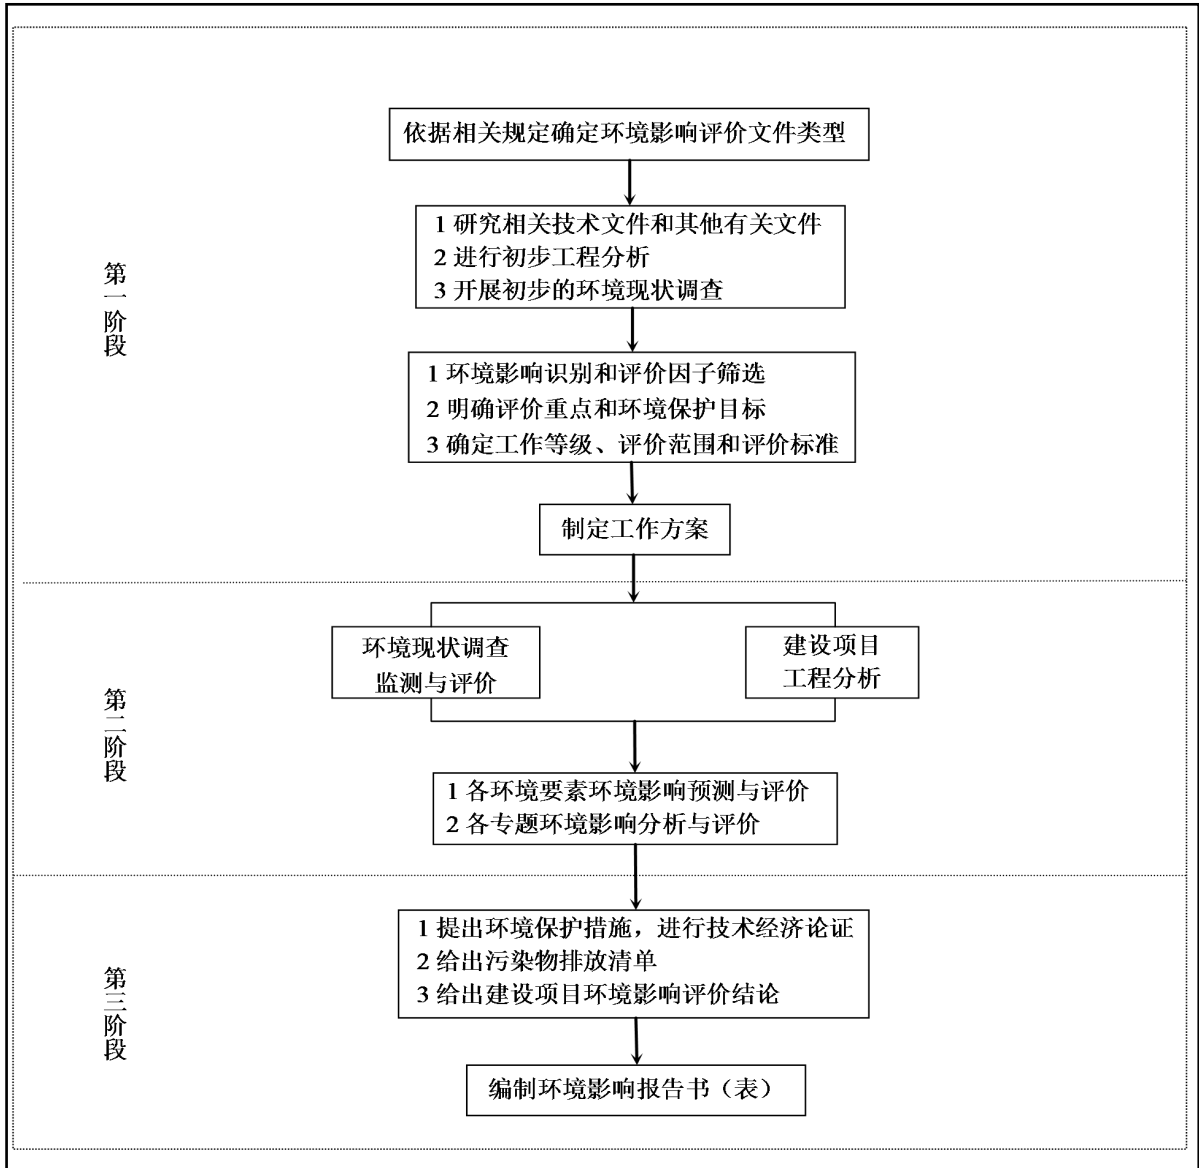 依据相关规定确定环境影响评价文件类型
1 研究相关技术文件和其他有关文件
2 进行初步工程分析
3 开展初步的环境现状调查
第一阶段
1 环境影响识别和评价因子筛选
2 明确评价重点和环境保护目标
3 确定工作等级、评价范围和评价标准
制定工作方案
环境现状调查
监测与评价
建设项目
工程分析
第二阶段
1 各环境要素环境影响预测与评价
2 各专题环境影响分析与评价
1 提出环境保护措施，进行技术经济论证
2 给出污染物排放清单
3 给出建设项目环境影响评价结论
第三阶段
编制环境影响报告书（表）